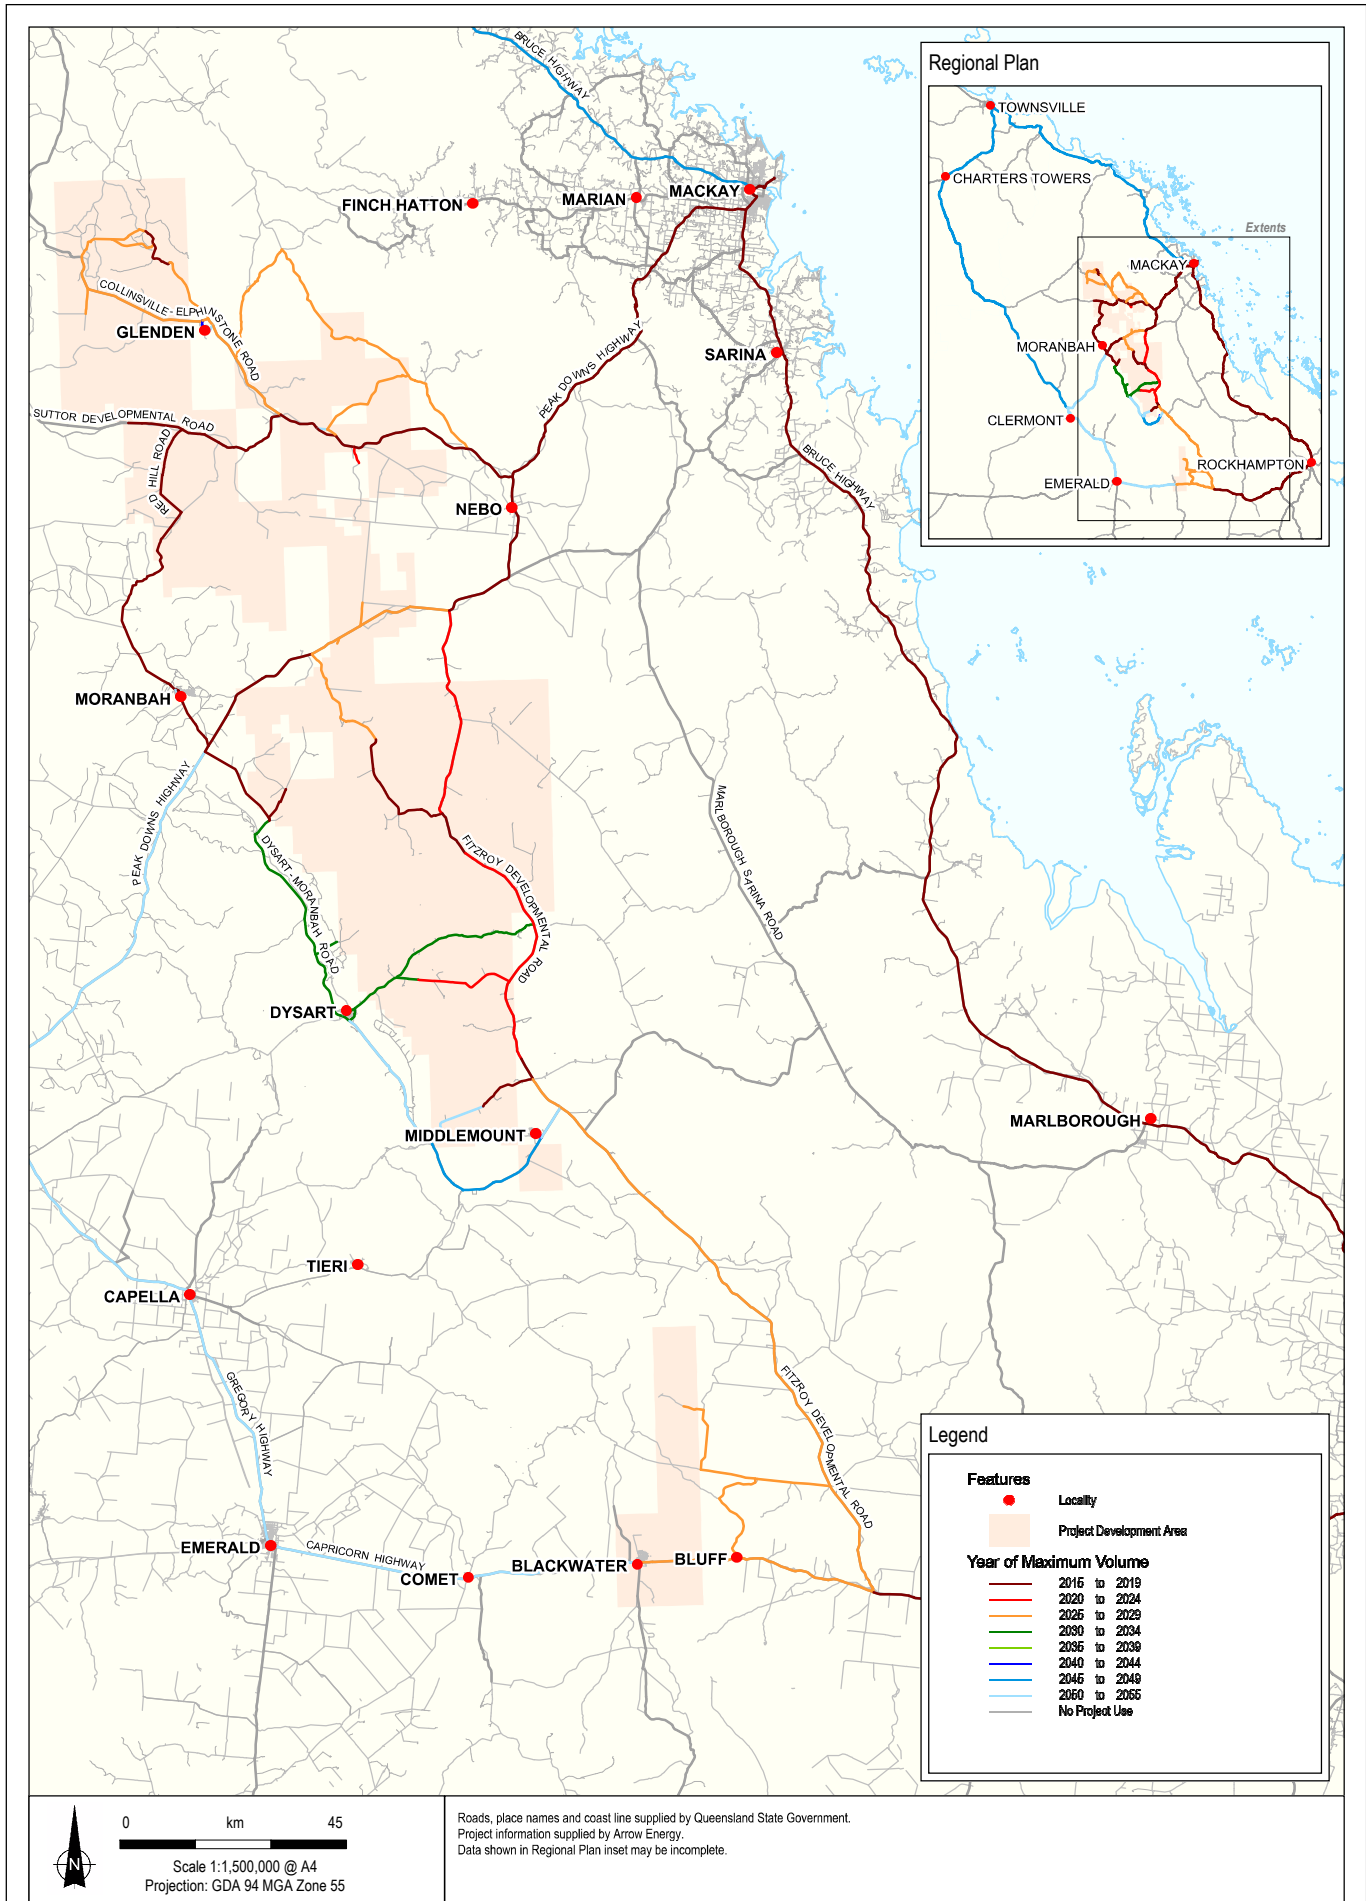 BRUCE HIGHWAY
FINCH HATTON
MARIAN
MACKAY
COLLINSVILLE-ELPHINSTONE ROAD
GLENDEN
SARINA
PEAK DOWNS HIGHWAY
SUTTOR DEVELOPMENTAL ROAD
RED HILL ROAD
BRUCE HIGHWAY
NEBO
MORANBAH
PEAK DOWNS HIGHWAY
DYSART-MORANBAH ROAD
FITZROY DEVELOPMENTAL ROAD
MARLBOROUGH SARINA ROAD
DYSART
MIDDLEMOUNT
MARLBOROUGH
TIERI
CAPELLA
GREGORY HIGHWAY
FITZROY DEVELOPMENTAL ROAD
EMERALD
CAPRICORN HIGHWAY
COMET
BLACKWATER
BLUFF
Regional Plan
TOWNSVILLE
CHARTERS TOWERS
Extents
MACKAY
MORANBAH
CLERMONT
EMERALD
ROCKHAMPTON
Legend
Features
Locality
Project Development Area
Year of Maximum Volume
2015 to 2019
2020 to 2024
2025 to 2029
2030 to 2034
2035 to 2039
2040 to 2044
2045 to 2049
2050 to 2055
No Project Use
N
0 km 45
Scale 1:1,500,000 @ A4
Projection: GDA 94 MGA Zone 55
Roads, place names and coast line supplied by Queensland State Government.
Project information supplied by Arrow Energy.
Data shown in Regional Plan inset may be incomplete.